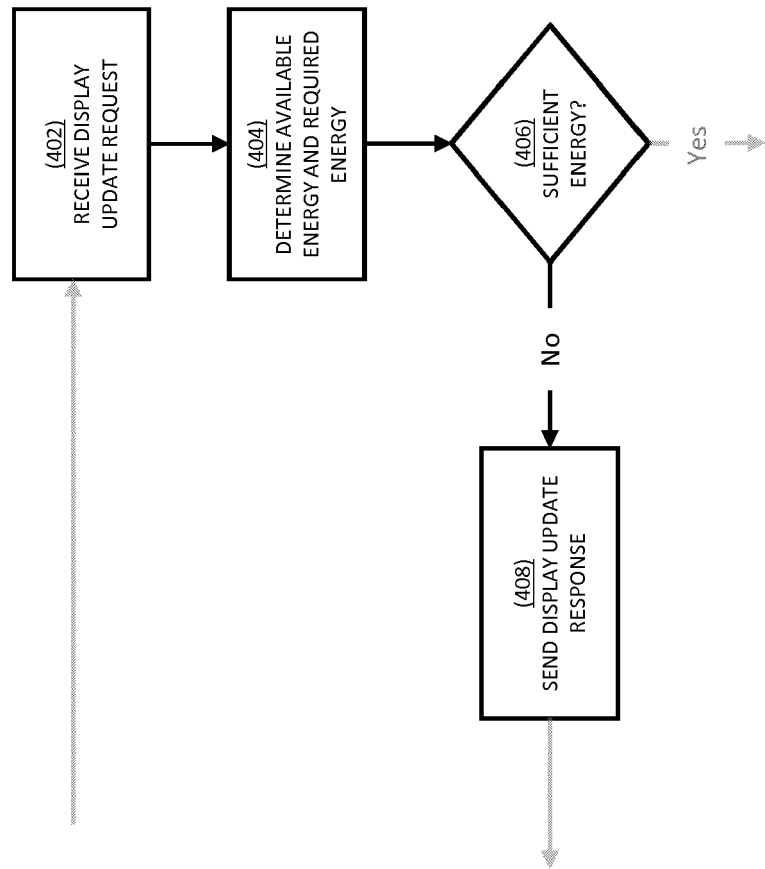 (402)
RECEIVE DISPLAY
UPDATE REQUEST
(404)
DETERMINE AVAILABLE
ENERGY AND REQUIRED
ENERGY
(406)
SUFFICIENT
ENERGY?
Yes
No
(408)
SEND DISPLAY UPDATE
RESPONSE